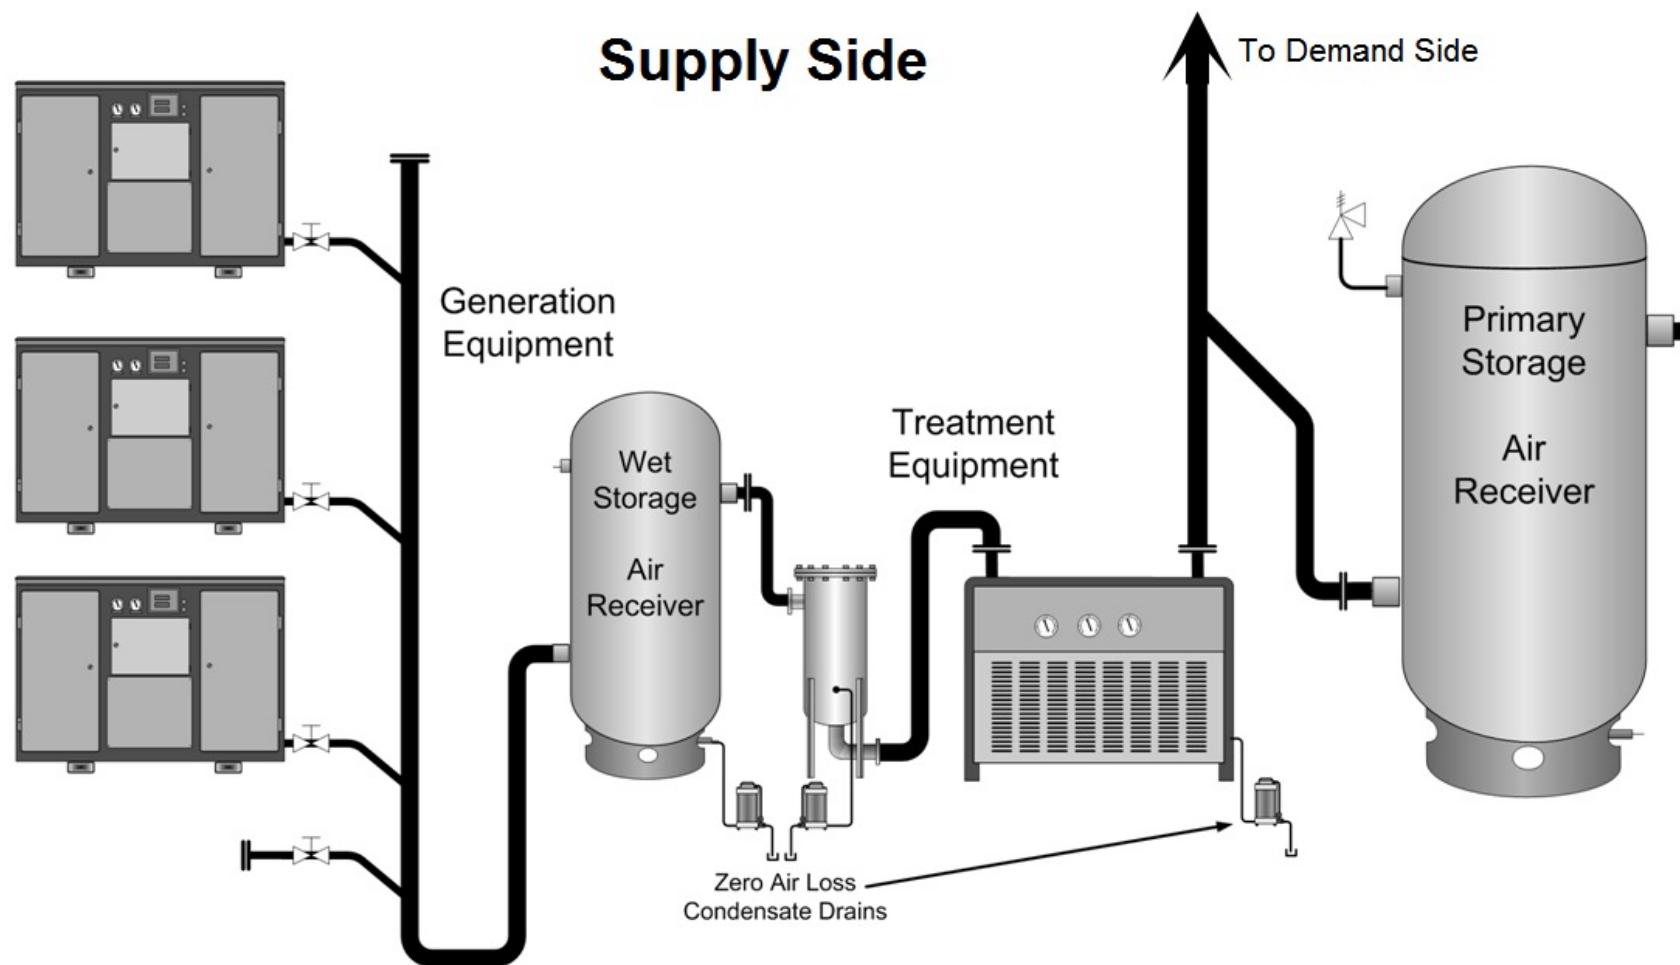 Supply Side
To Demand Side
Generation
Equipment
Wet
Storage
Air
Receiver
Treatment
Equipment
Primary
Storage
Air
Receiver
Zero Air Loss
Condensate Drains